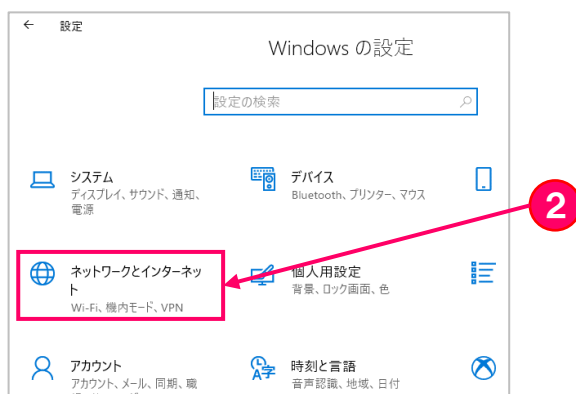 ← 設定
Windows の設定
設定の検索
システム
ディスプレイ、サウンド、通知、
電源
デバイス
Bluetooth、プリンター、マウス
2
ネットワークとインターネッ
ト
Wi-Fi、機内モード、VPN
個人用設定
背景、ロック画面、色
アカウント
アカウント、メール、同期、職
時刻と言語
音声認識、地域、日付